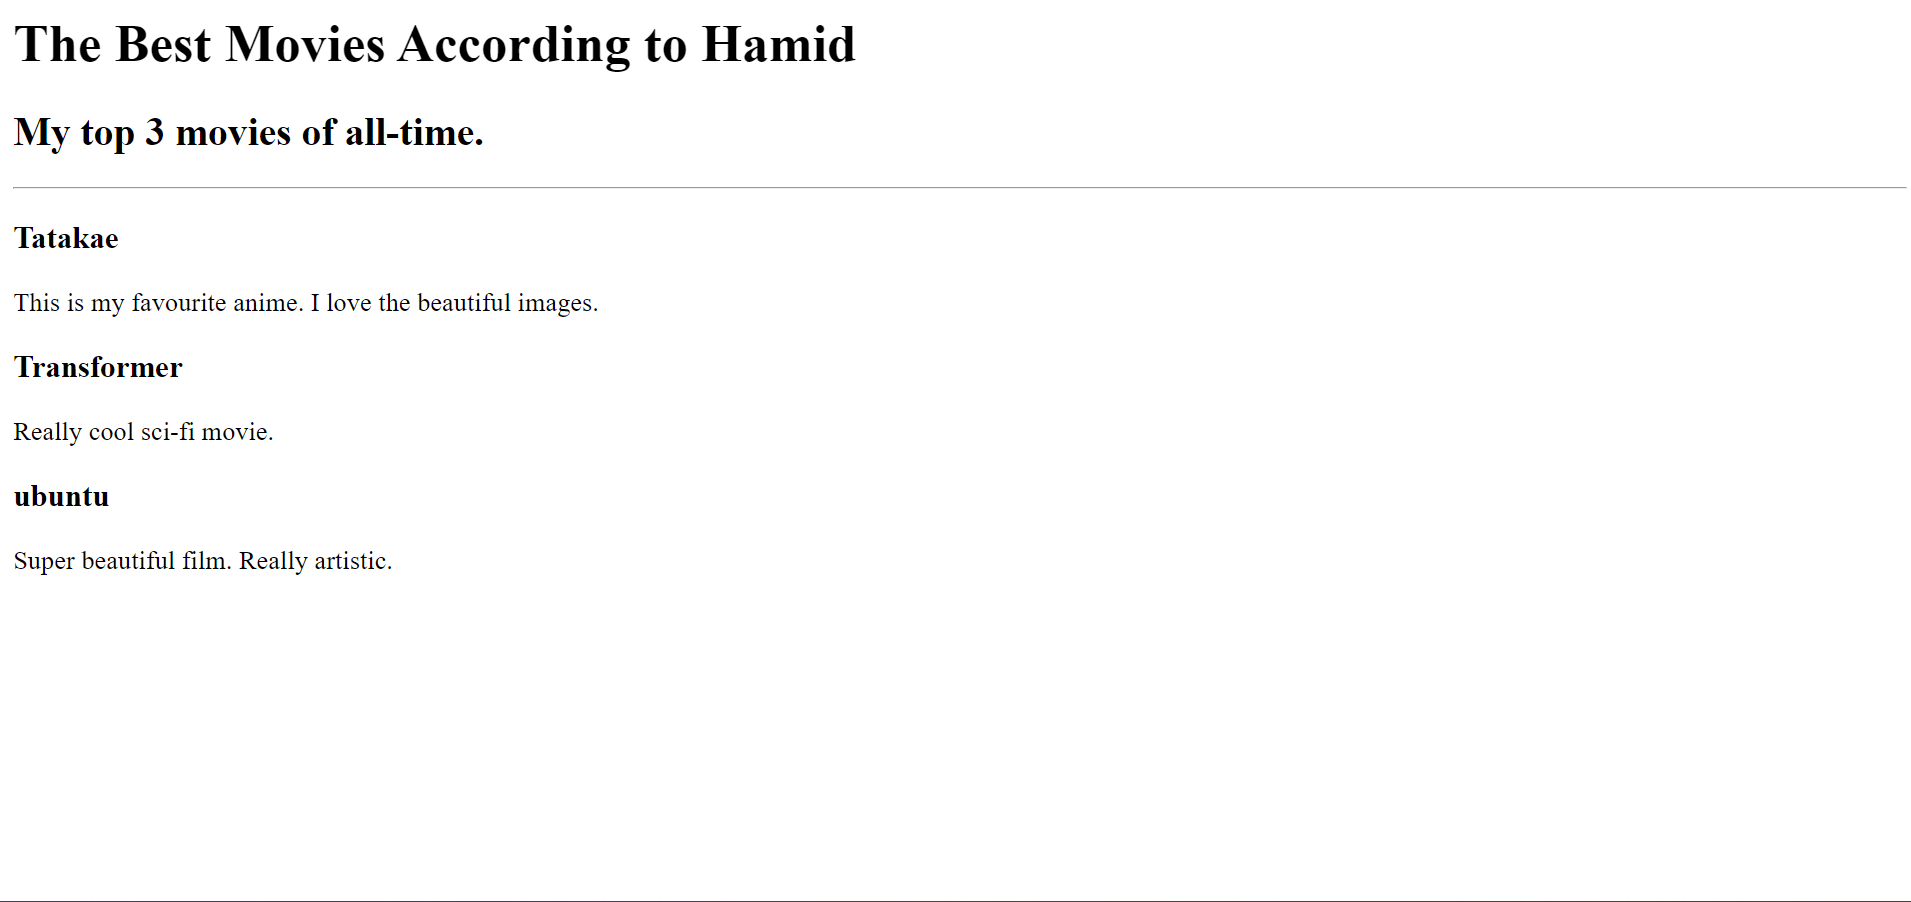 The Best Movies According to Hamid
My top 3 movies of all-time.
Tatakae
This is my favourite anime. I love the beautiful images.
Transformer
Really cool sci-fi movie.
ubuntu
Super beautiful film. Really artistic.